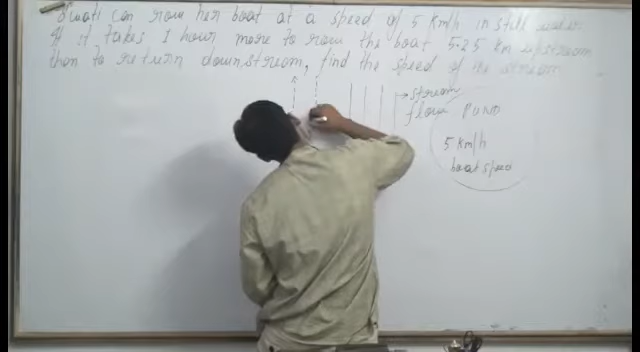 Swati can row her boat at a speed of 5 km/h in still water
If it takes 1 hour more to row the boat 5.25 km upstream
than to return downstream, find the speed of the stream
stream
flow
5 km/h
boat speed